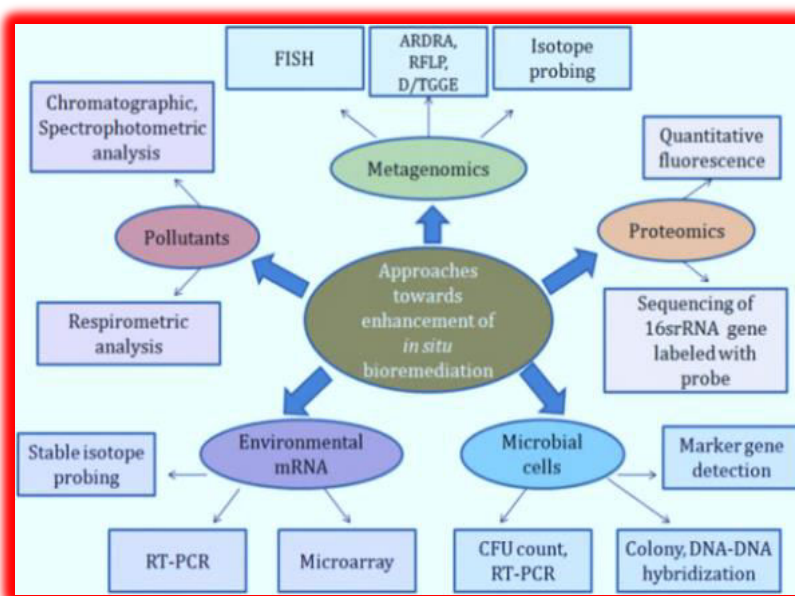 FISH
ARDRA,
RFLP,
D/TGGE
Isotope
probing
Chromatographic,
Spectrophotometric
analysis
Metagenomics
Quantitative
fluorescence
Pollutants
Proteomics
Approaches
towards
enhancement of
in situ
bioremediation
Respirometric
analysis
Sequencing of
16srRNA gene
labeled with
probe
Environmental
mRNA
Microbial
cells
Stable isotope
probing
Marker gene
detection
RT-PCR
Microarray
CFU count,
RT-PCR
Colony, DNA-DNA
hybridization